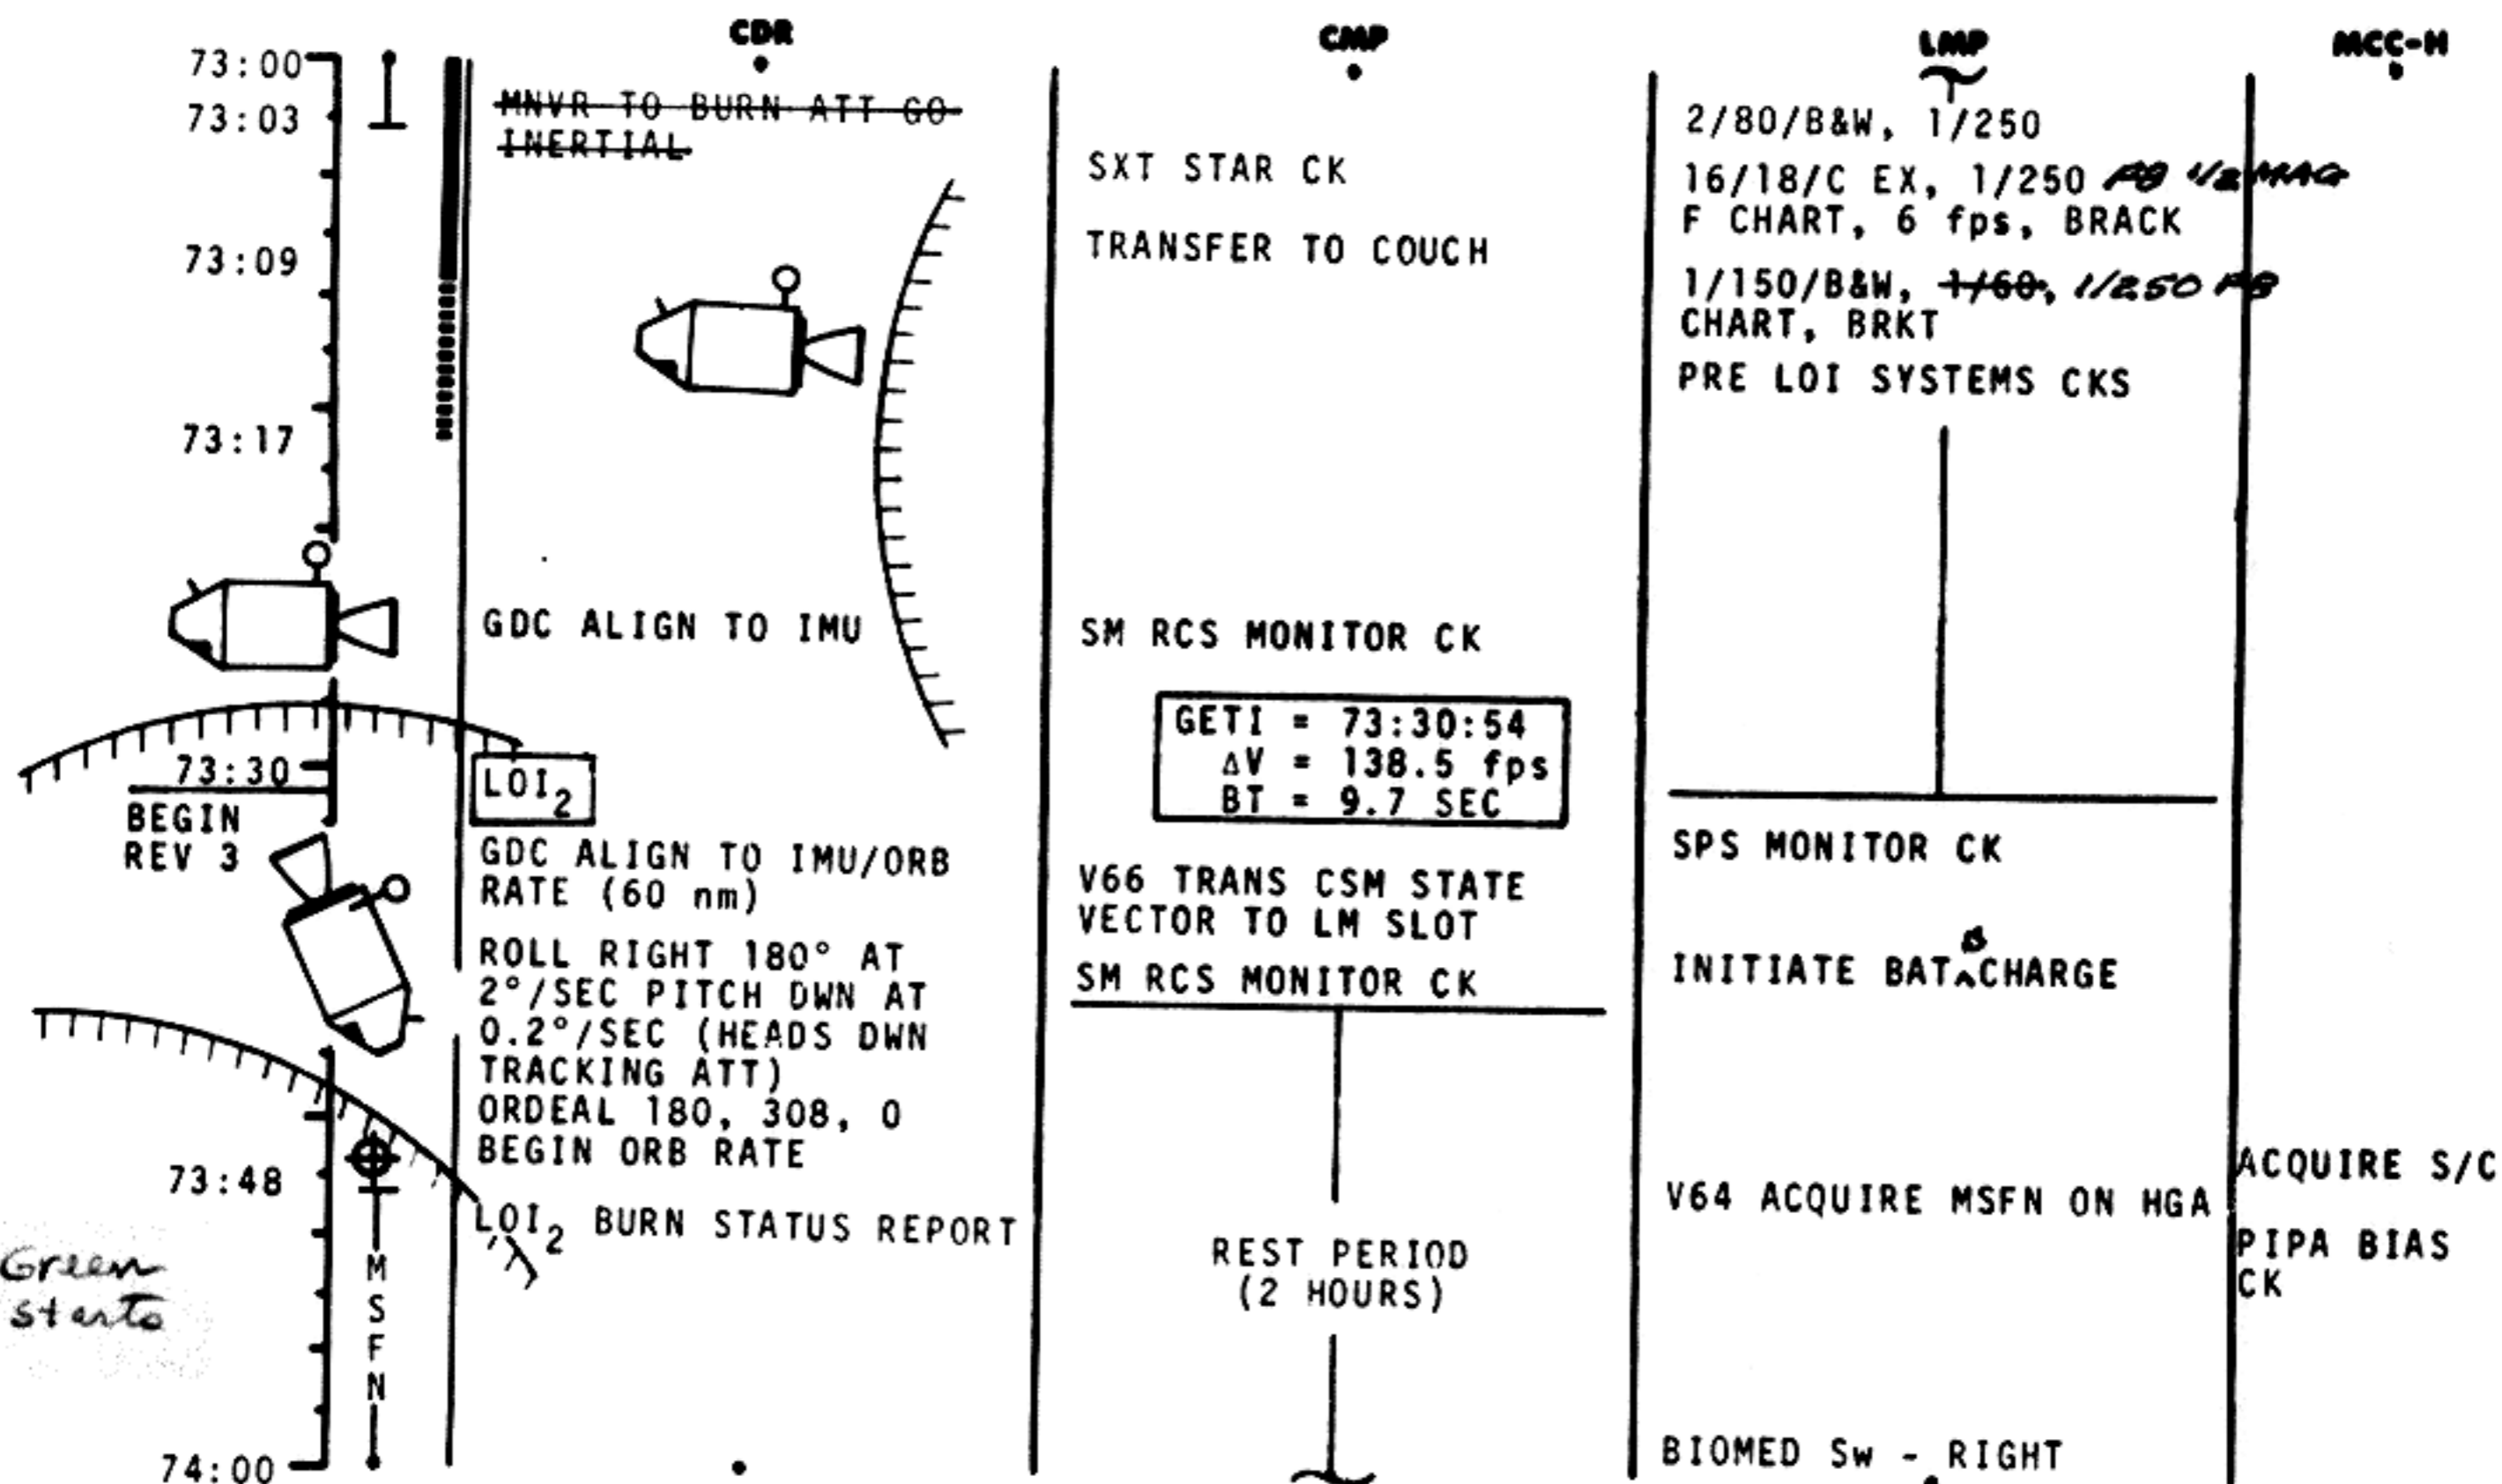 CDR
CMP
LMP
MCC-H
73:00
73:03
73:09
73:17
73:30
BEGIN
REV 3
73:48
Green
starts
74:00
M
S
F
N
MNVR TO BURN ATT GO
INERTIAL
GDC ALIGN TO IMU
LOI2
GDC ALIGN TO IMU/ORB
RATE (60 nm)
ROLL RIGHT 180° AT
2°/SEC PITCH DWN AT
0.2°/SEC (HEADS DWN
TRACKING ATT)
ORDEAL 180, 308, 0
BEGIN ORB RATE
LOI2 BURN STATUS REPORT
SXT STAR CK
TRANSFER TO COUCH
SM RCS MONITOR CK
GETI = 73:30:54
ΔV = 138.5 fps
BT = 9.7 SEC
V66 TRANS CSM STATE
VECTOR TO LM SLOT
SM RCS MONITOR CK
REST PERIOD
(2 HOURS)
2/80/B&W, 1/250
16/18/C EX, 1/250 1/2 MAG
F CHART, 6 fps, BRACK
1/150/B&W, 1/60, 1/250
CHART, BRKT
PRE LOI SYSTEMS CKS
SPS MONITOR CK
INITIATE BAT B CHARGE
V64 ACQUIRE MSFN ON HGA
BIOMED Sw - RIGHT
ACQUIRE S/C
PIPA BIAS
CK